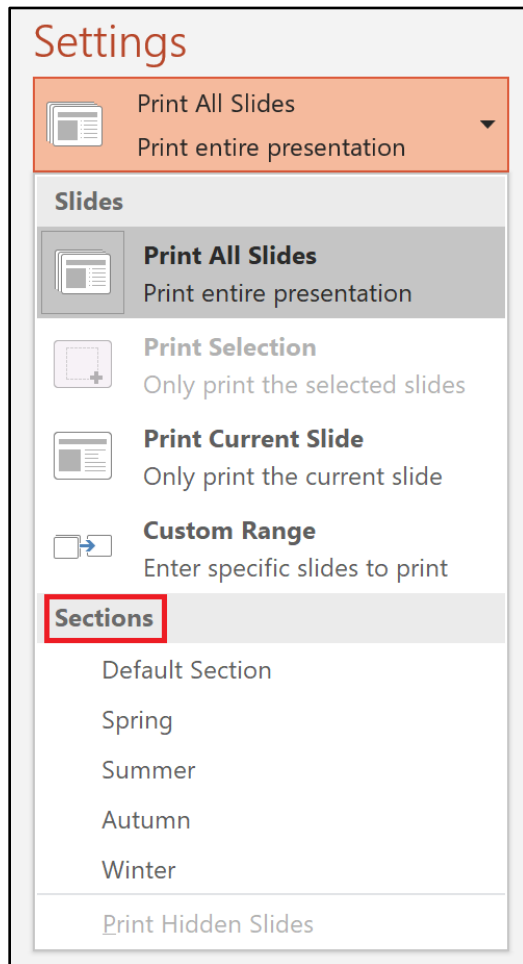 Settings
Print All Slides
Print entire presentation
Slides
Print All Slides
Print entire presentation
Print Selection
Only print the selected slides
Print Current Slide
Only print the current slide
Custom Range
Enter specific slides to print
Sections
Default Section
Spring
Summer
Autumn
Winter
Print Hidden Slides